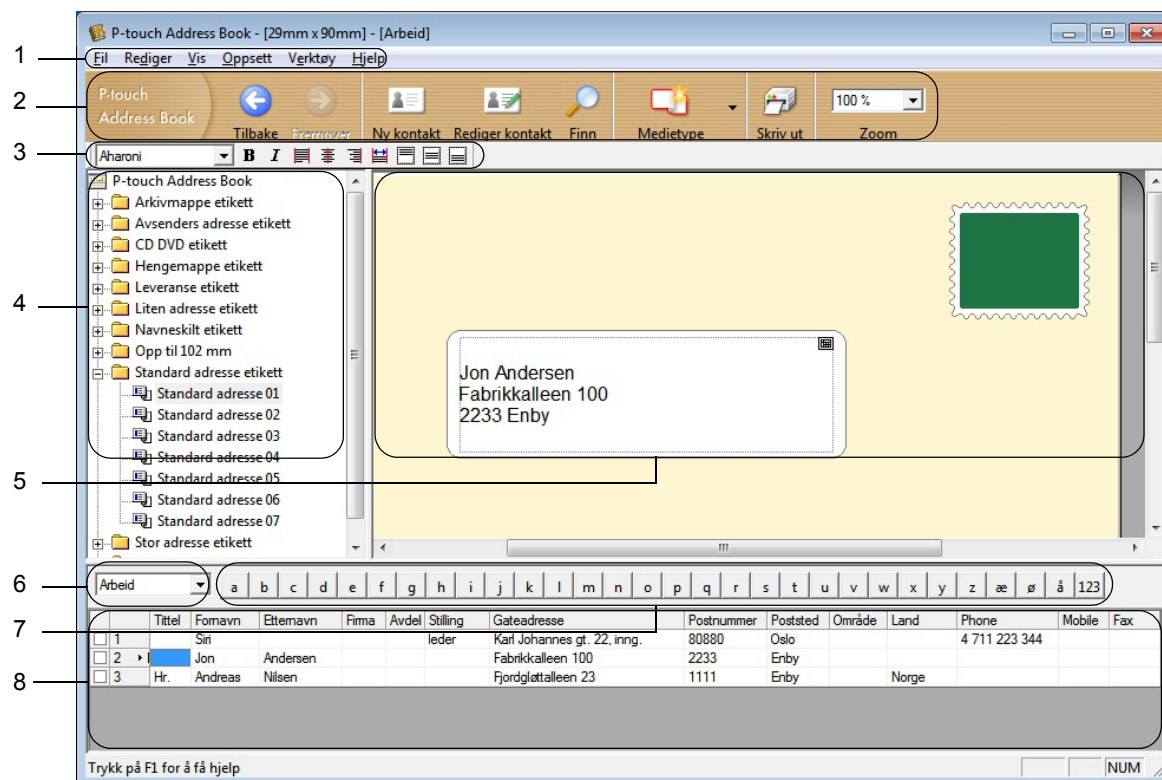 P-touch Address Book - [29mm x 90mm] - [Arbeid]
1
Fil Rediger Vis Oppsett Verktøy Hjelp
2
P-touch
Address Book
100 %
Tilbake Fremover Ny kontakt Rediger kontakt Finn Medietype Skriv ut Zoom
3
Aharoni B I
P-touch Address Book
Arkivmappe etikett
Avsenders adresse etikett
CD DVD etikett
Hengemappe etikett
Leveranse etikett
4
Liten adresse etikett
Navneskilt etikett
Opp til 102 mm
Standard adresse etikett
Standard adresse 01
Standard adresse 02
Standard adresse 03
Standard adresse 04
Standard adresse 05
Standard adresse 06
Standard adresse 07
Stor adresse etikett
Jon Andersen
Fabrikkalleen 100
2233 Enby
5
6
Arbeid a b c d e f g h i j k l m n o p q r s t u v w x y z æ ø å 123
7
Tittel Fornavn Etternavn Firma Avdel Stilling Gateadresse Postnummer Poststed Område Land Phone Mobile Fax
1 Siri leder Karl Johannes gt. 22, inng. 80880 Oslo 4 711 223 344
2 Jon Andersen Fabrikkalleen 100 2233 Enby
8
3 Hr. Andreas Nilsen Fjordgløttalleen 23 1111 Enby Norge
Trykk på F1 for å få hjelp NUM